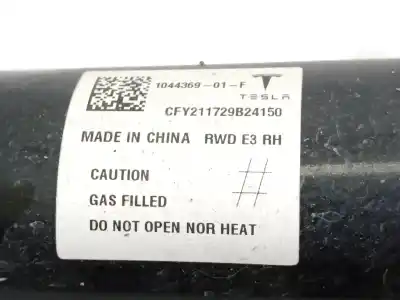 1044369-01-F
TESLA
CFY211729B24150
MADE IN CHINA RWD E3 RH
CAUTION
GAS FILLED
DO NOT OPEN NOR HEAT